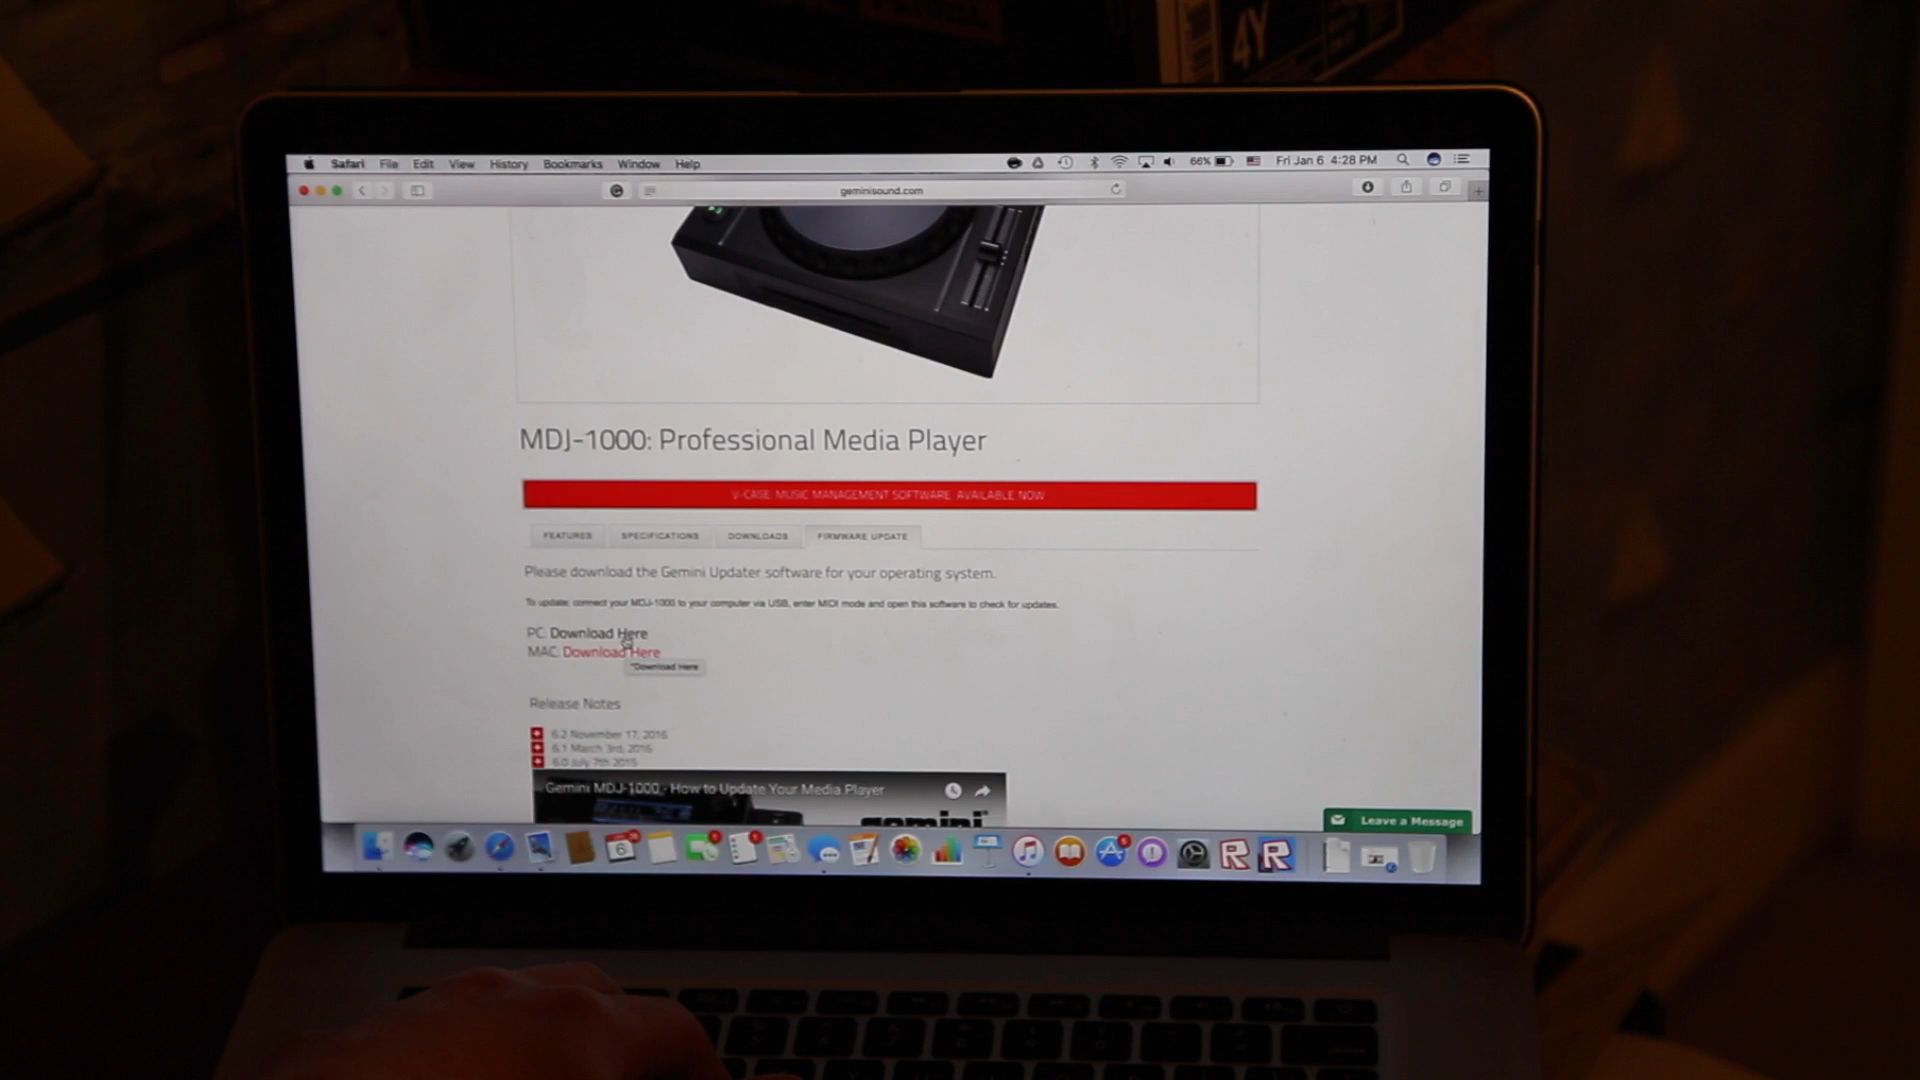 4Y
Safari File Edit View History Bookmarks Window Help 66% Fri Jan 6 4:28 PM
geminisound.com
MDJ-1000: Professional Media Player
V-CASE: MUSIC MANAGEMENT SOFTWARE AVAILABLE NOW
FEATURES SPECIFICATIONS DOWNLOADS FIRMWARE UPDATE
Please download the Gemini Updater software for your operating system.
To update: connect your MDJ-1000 to your computer via USB, enter MIDI mode and open this software to check for updates.
PC: Download Here
MAC: Download Here
"Download Here
Release Notes
6.2 November 17, 2016
6.1 March 3rd, 2016
6.0 July 7th 2015
Gemini MDJ-1000 - How to Update Your Media Player
gemini
Leave a Message